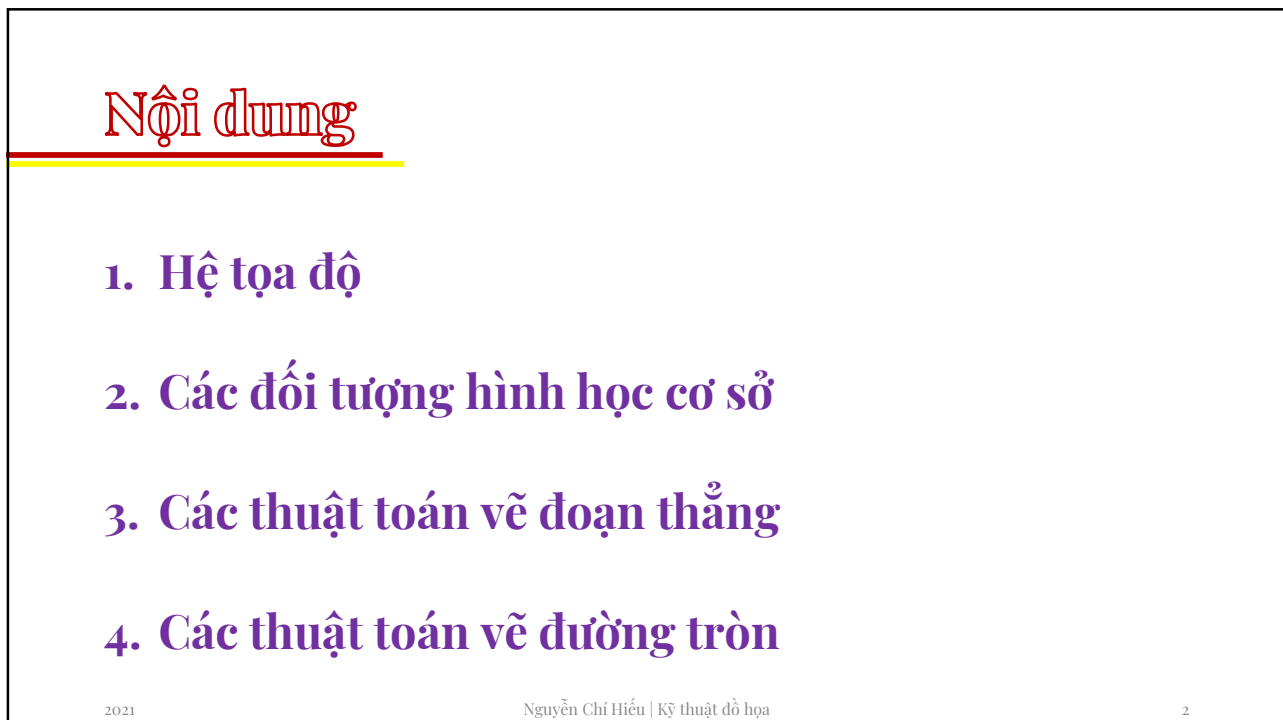 Nội dung
1. Hệ tọa độ
2. Các đối tượng hình học cơ sở
3. Các thuật toán vẽ đoạn thẳng
4. Các thuật toán vẽ đường tròn
2021 Nguyễn Chí Hiếu | Kỹ thuật đồ họa 2